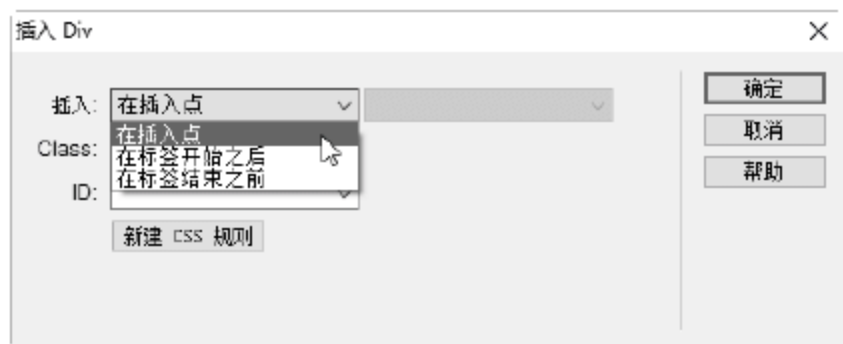 插入 Div
插入: 在插入点
在插入点
Class:
在标签开始之后
在标签结束之前
ID:
新建 CSS 规则
确定
取消
帮助